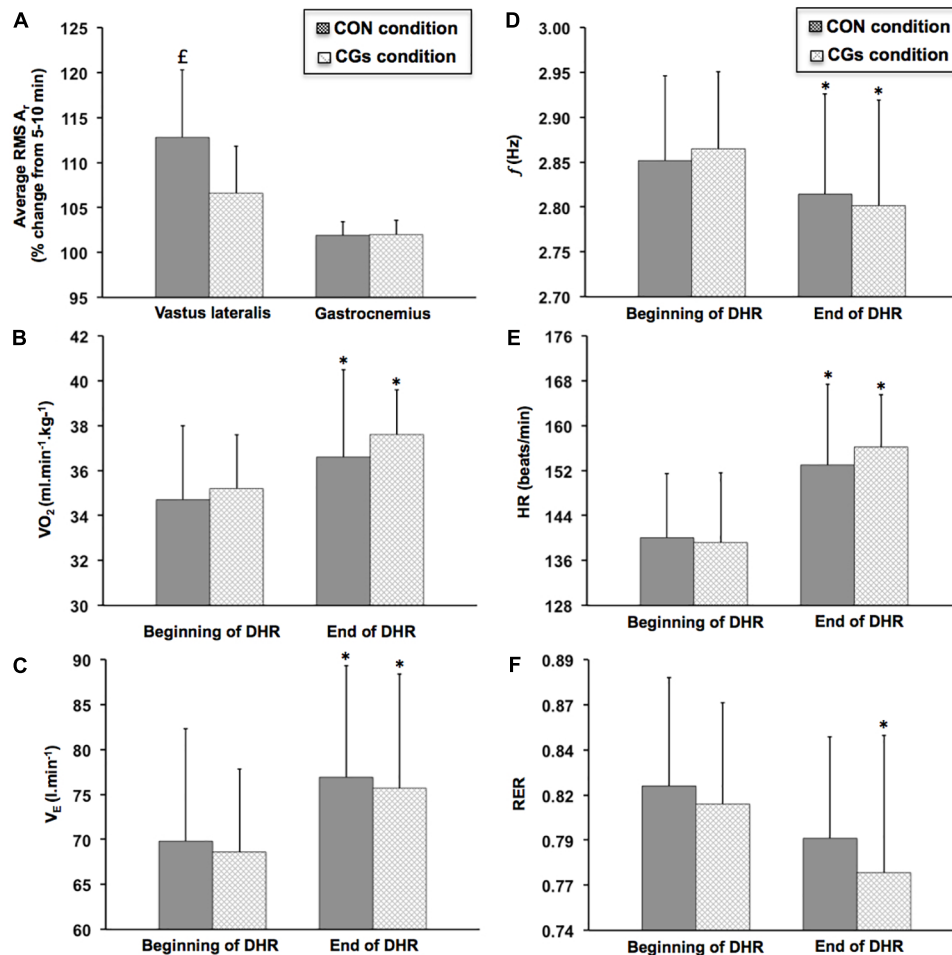 A
125
120
115
110
105
100
95
Average RMS Ar
(% change from 5-10 min)
CON condition
CGs condition
£
Vastus lateralis
Gastrocnemius
B
42
40
38
36
34
32
30
VO2 (ml.min-1.kg-1)
*
*
Beginning of DHR
End of DHR
C
90
85
80
75
70
65
60
VE (l.min-1)
*
*
Beginning of DHR
End of DHR
D
3.00
2.95
2.90
2.85
2.80
2.75
2.70
f (Hz)
CON condition
CGs condition
*
*
Beginning of DHR
End of DHR
E
176
168
160
152
144
136
128
HR (beats/min)
*
*
Beginning of DHR
End of DHR
F
0.89
0.87
0.84
0.82
0.79
0.77
0.74
RER
*
Beginning of DHR
End of DHR